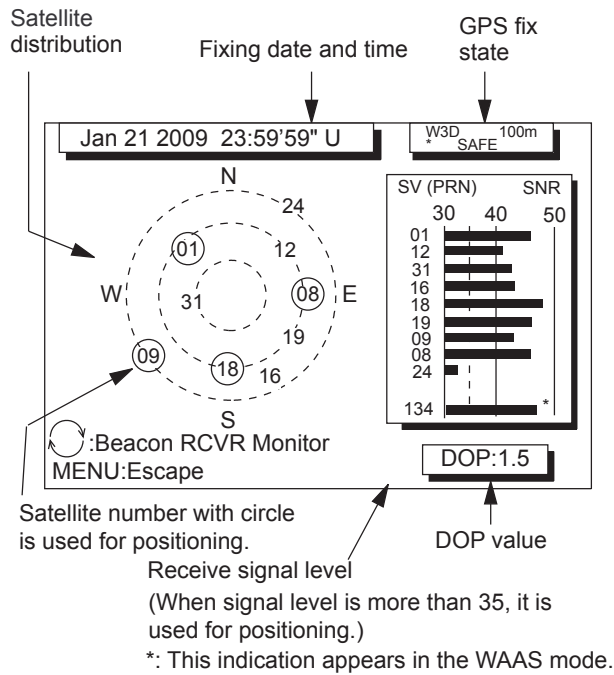 Satellite
distribution
Fixing date and time
GPS fix
state
Jan 21 2009 23:59'59" U
W3D 100m
* SAFE
N
24
01
12
W
31
08
E
19
09
18
16
S
:Beacon RCVR Monitor
MENU:Escape
SV (PRN) SNR
30 40 50
01
12
31
16
18
19
09
08
24
134 *
DOP:1.5
Satellite number with circle
is used for positioning.
DOP value
Receive signal level
(When signal level is more than 35, it is
used for positioning.)
*: This indication appears in the WAAS mode.